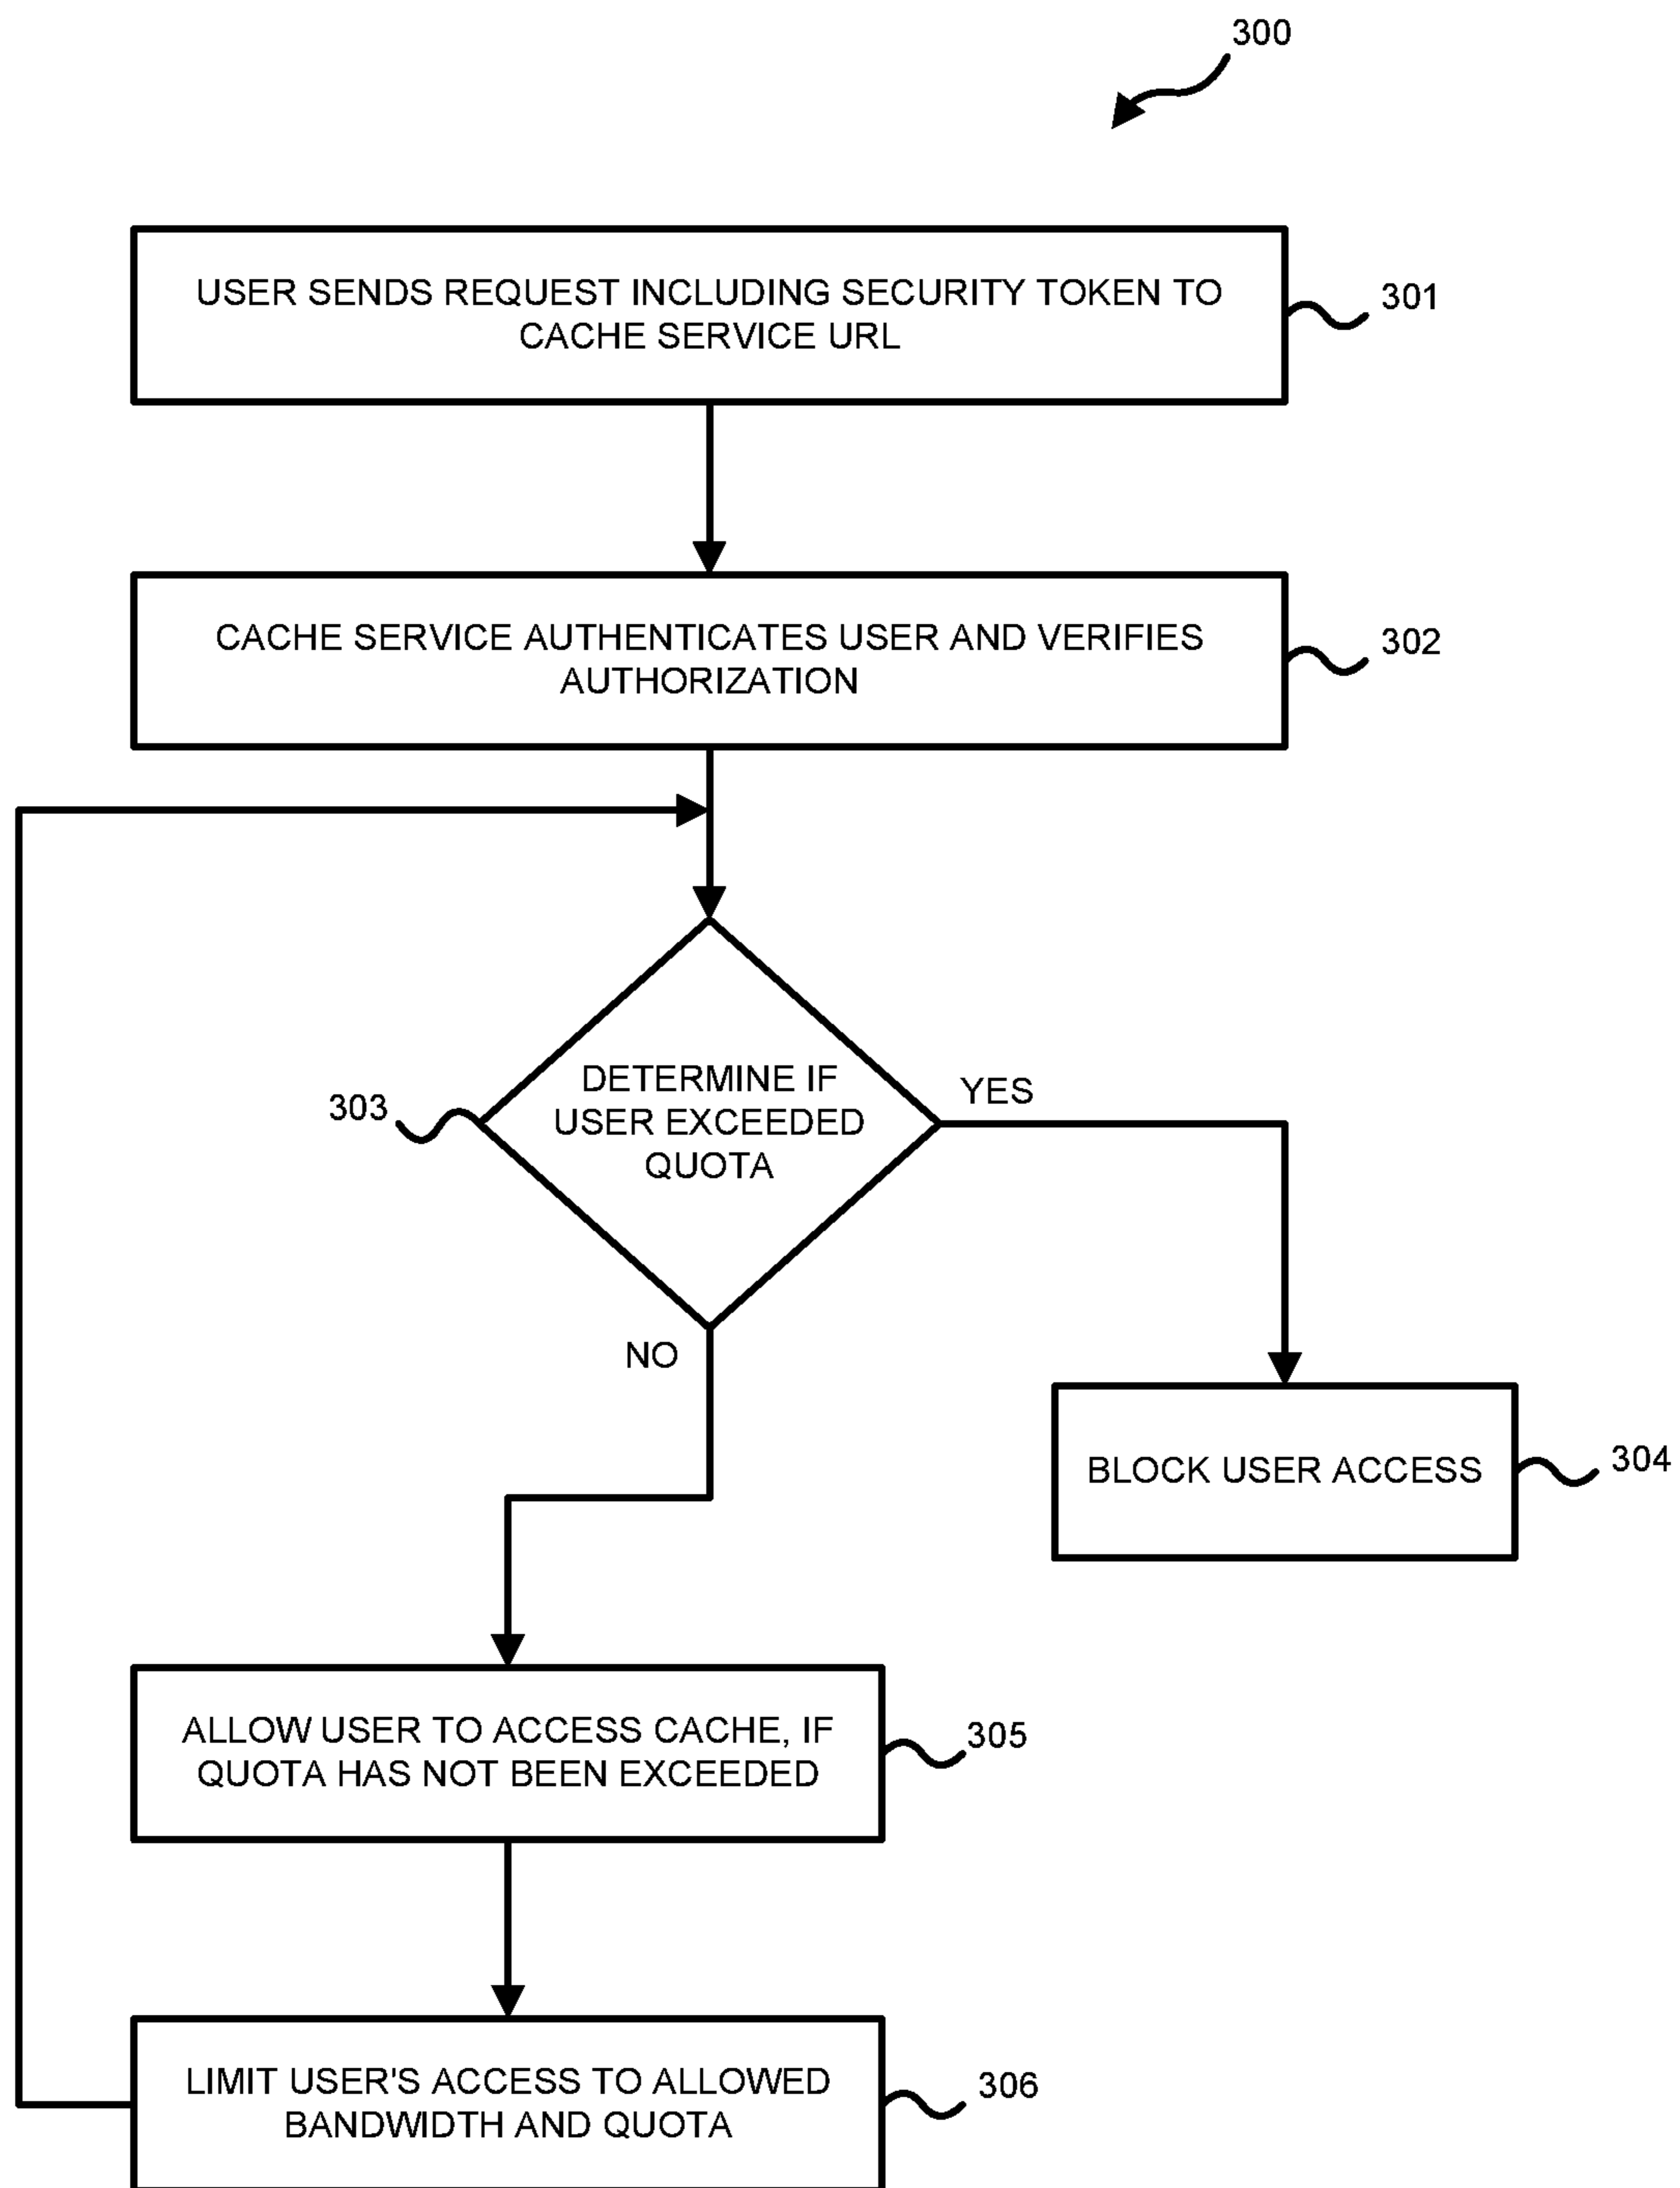 300
USER SENDS REQUEST INCLUDING SECURITY TOKEN TO
CACHE SERVICE URL
301
CACHE SERVICE AUTHENTICATES USER AND VERIFIES
AUTHORIZATION
302
DETERMINE IF
USER EXCEEDED
QUOTA
303
YES
NO
BLOCK USER ACCESS
304
ALLOW USER TO ACCESS CACHE, IF
QUOTA HAS NOT BEEN EXCEEDED
305
LIMIT USER'S ACCESS TO ALLOWED
BANDWIDTH AND QUOTA
306